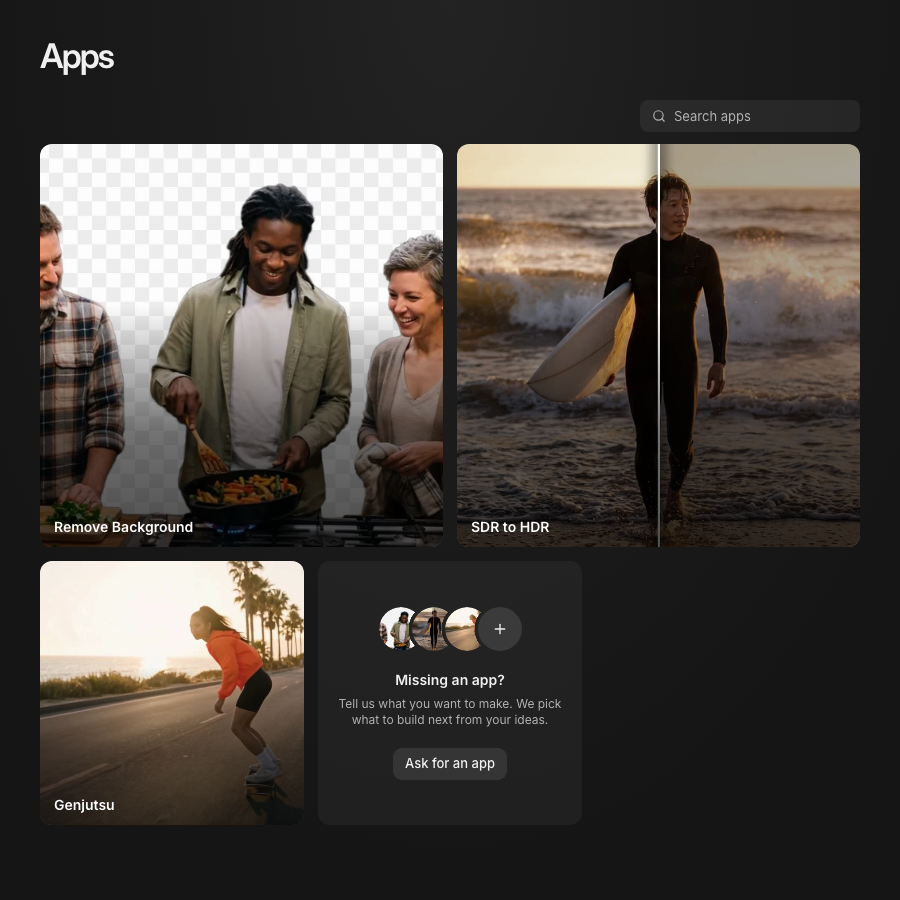 Apps
Search apps
Remove Background
SDR to HDR
Genjutsu
Missing an app?
Tell us what you want to make. We pick
what to build next from your ideas.
Ask for an app